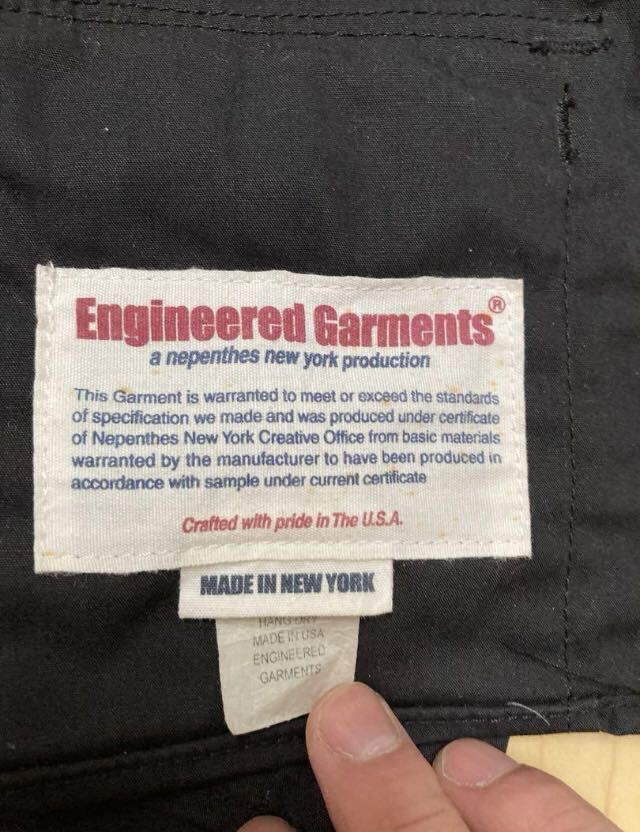 Engineered Garments®
a nepenthes new york production
This Garment is warranted to meet or exceed the standards
of specification we made and was produced under certificate
of Nepenthes New York Creative Office from basic materials
warranted by the manufacturer to have been produced in
accordance with sample under current certificate
Crafted with pride in The U.S.A.
MADE IN NEW YORK
HANG DRY
MADE IN USA
ENGINEERED
GARMENTS